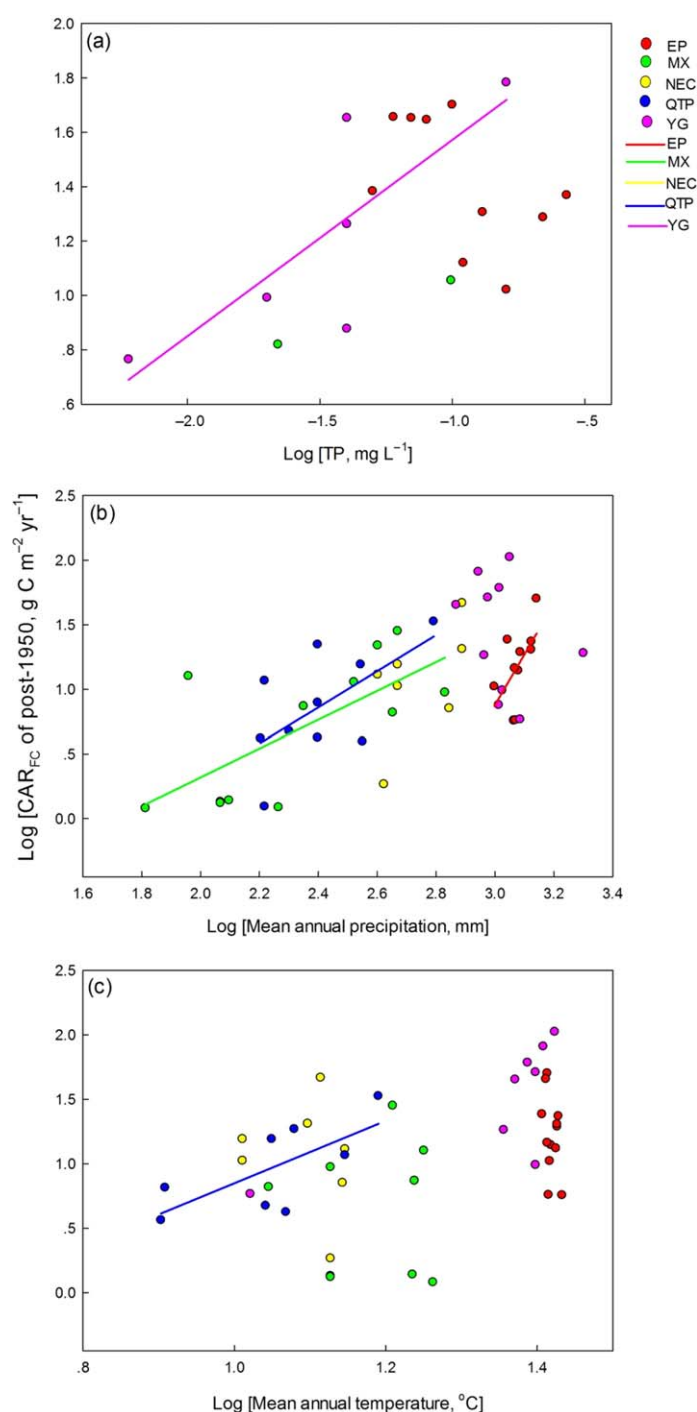 (a)
2.0
1.8
1.6
1.4
1.2
1.0
.8
.6
–2.0 –1.5 –1.0 –.5
Log [TP, mg L⁻¹]
EP
MX
NEC
QTP
YG
EP
MX
NEC
QTP
YG
(b)
2.5
2.0
1.5
1.0
.5
0.0
1.6 1.8 2.0 2.2 2.4 2.6 2.8 3.0 3.2 3.4
Log [Mean annual precipitation, mm]
Log [CAR_FC of post-1950, g C m⁻² yr⁻¹]
(c)
2.5
2.0
1.5
1.0
.5
0.0
.8 1.0 1.2 1.4
Log [Mean annual temperature, °C]